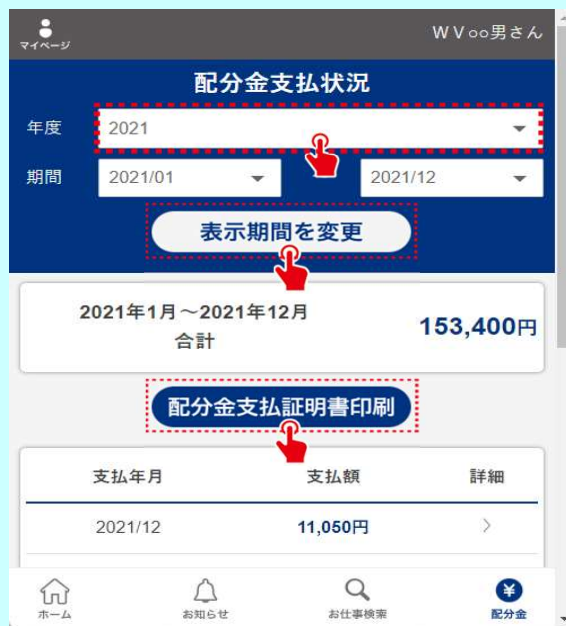 マイページ
WV○○男さん
配分金支払状況
年度 2021
期間 2021/01 2021/12
表示期間を変更
2021年1月～2021年12月
合計
153,400円
配分金支払証明書印刷
支払年月 支払額 詳細
2021/12 11,050円 >
¥
ホーム お知らせ お仕事検索 配分金